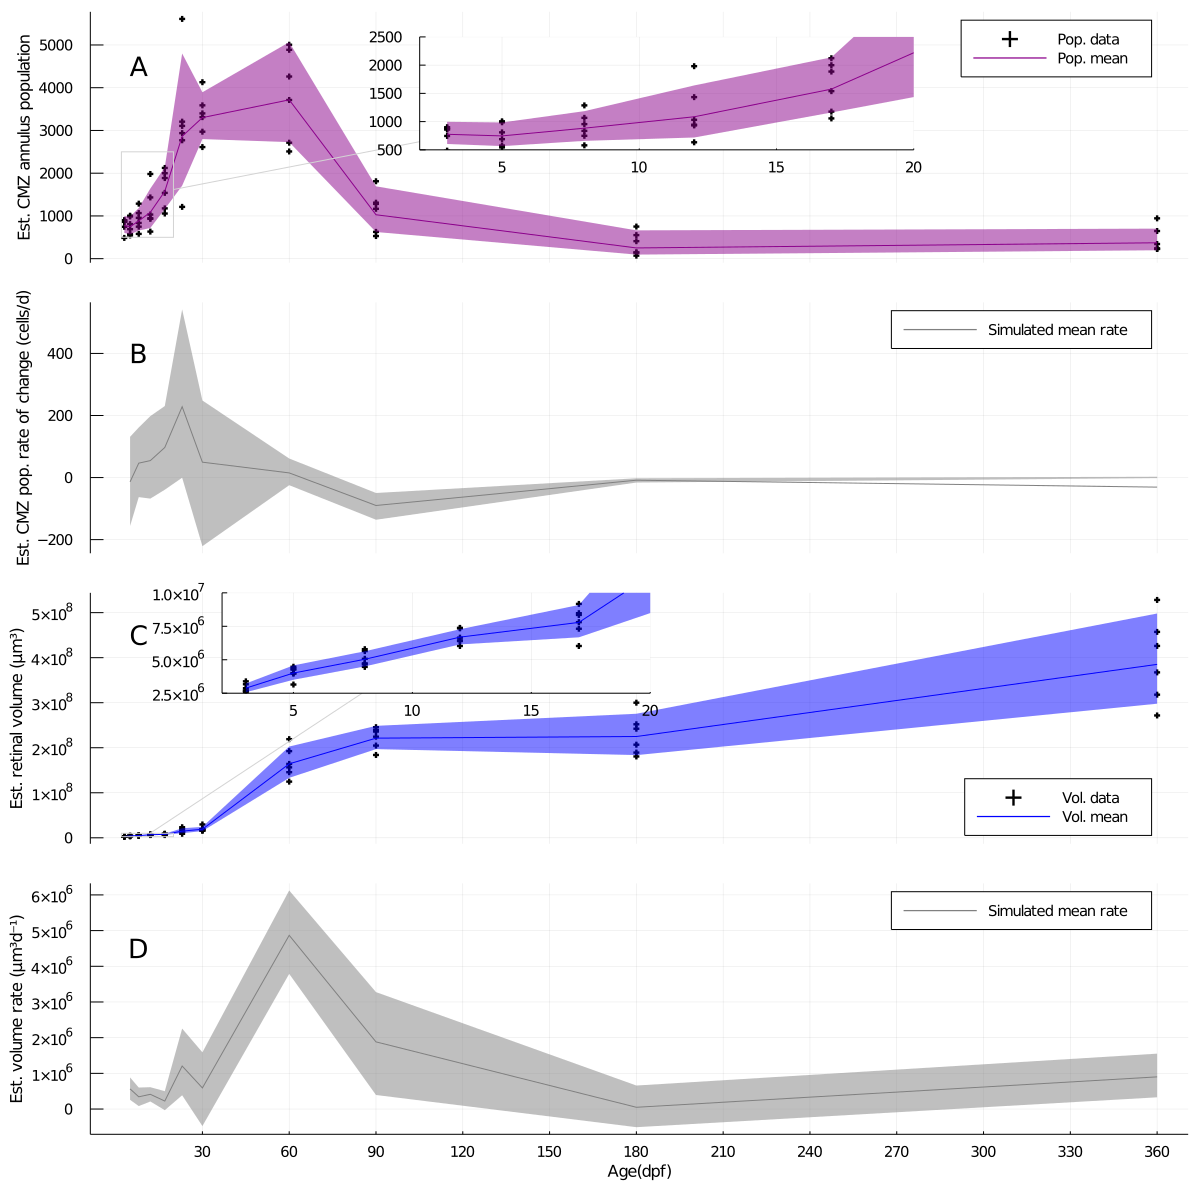 Est. CMZ annulus population
5000
4000
3000
2000
1000
0
A
2500
2000
1500
1000
500
5
10
15
20
Pop. data
Pop. mean
Est. CMZ pop. rate of change (cells/d)
400
200
0
−200
B
Simulated mean rate
Est. retinal volume (μm³)
5×10⁸
4×10⁸
3×10⁸
2×10⁸
1×10⁸
0
C
1.0×10⁷
7.5×10⁶
5.0×10⁶
2.5×10⁶
5
10
15
20
Vol. data
Vol. mean
Est. volume rate (μm³d⁻¹)
6×10⁶
5×10⁶
4×10⁶
3×10⁶
2×10⁶
1×10⁶
0
D
Simulated mean rate
30 60 90 120 150 180 210 240 270 300 330 360
Age(dpf)